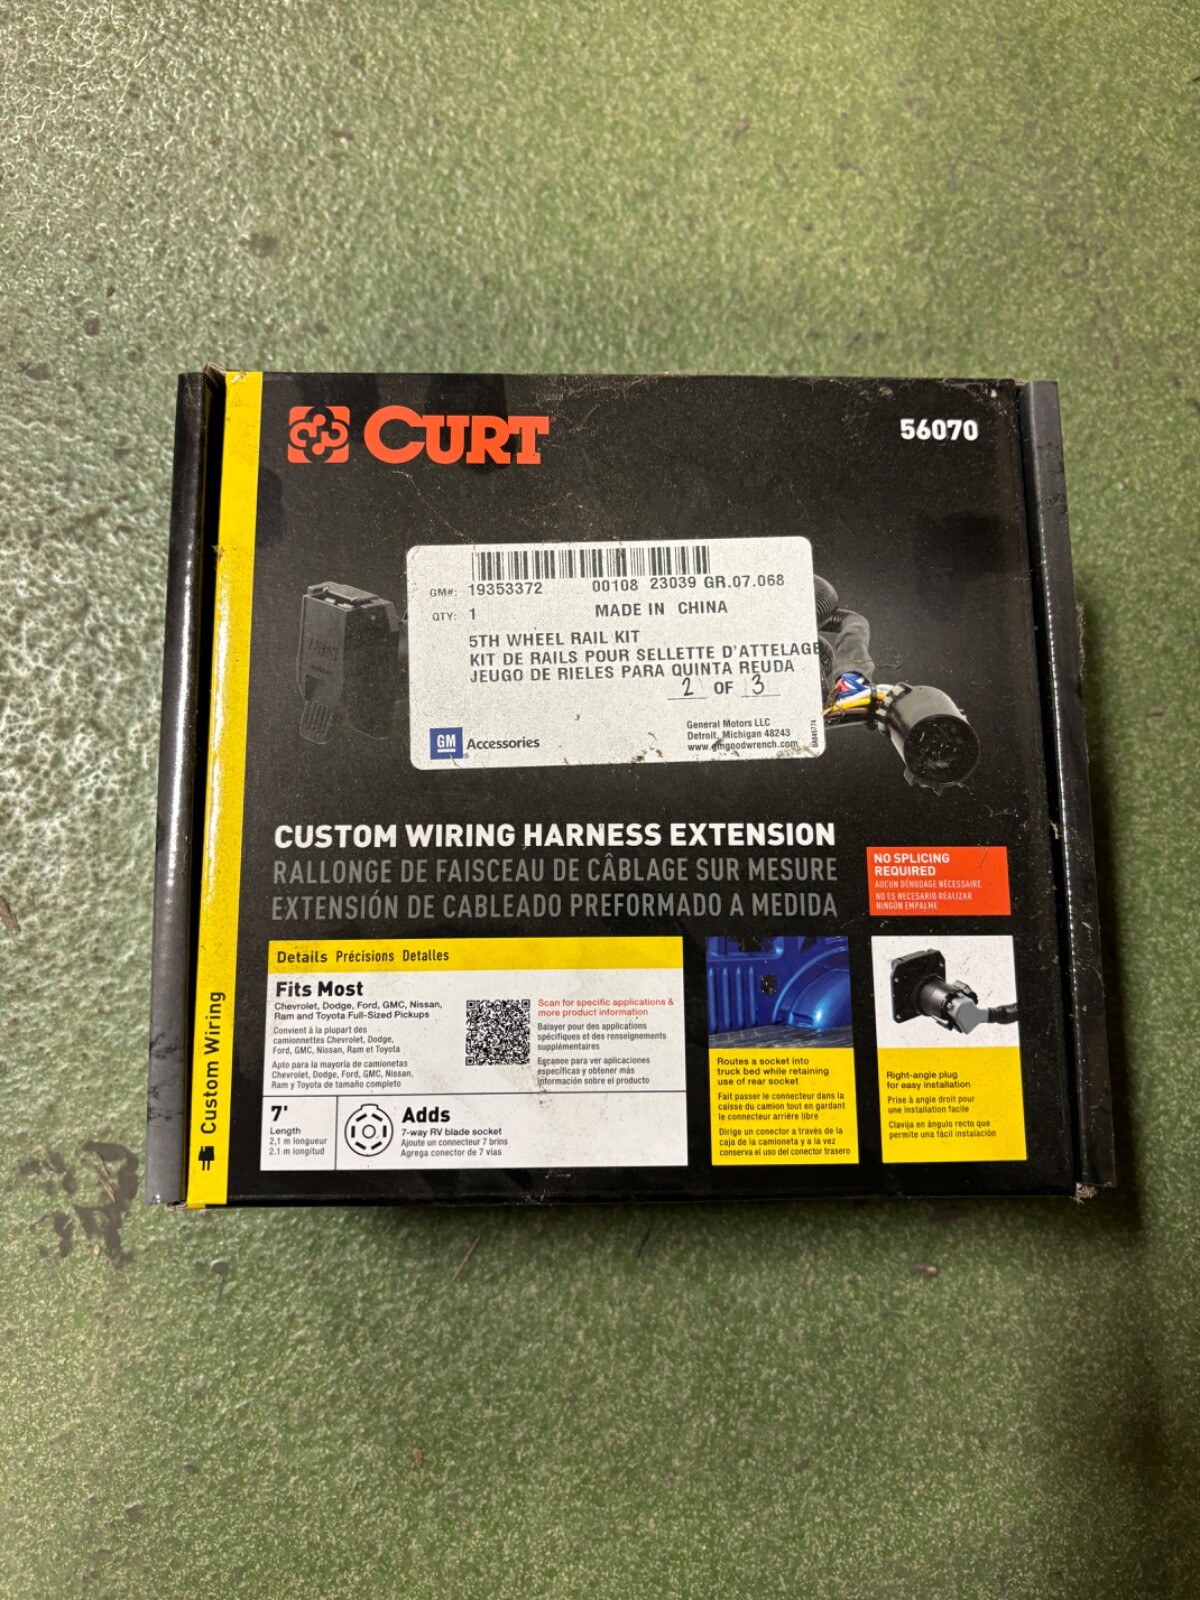 CURT
56070
GM#: 19353372 00108 23039 GR.07.068
QTY: 1 MADE IN CHINA
5TH WHEEL RAIL KIT
KIT DE RAILS POUR SELLETTE D'ATTELAGE
JEUGO DE RIELES PARA QUINTA REUDA
2 OF 3
GM Accessories
General Motors LLC
Detroit, Michigan 48243
www.gmgoodwrench.com
CUSTOM WIRING HARNESS EXTENSION
RALLONGE DE FAISCEAU DE CÂBLAGE SUR MESURE
EXTENSIÓN DE CABLEADO PREFORMADO A MEDIDA
NO SPLICING
REQUIRED
AUCUN DÉNUDAGE NÉCESSAIRE
NO ES NECESARIO REALIZAR
NINGÚN EMPALME
Custom Wiring
Details Précisions Detalles
Fits Most
Chevrolet, Dodge, Ford, GMC, Nissan,
Ram and Toyota Full-Sized Pickups
Convient à la plupart des
camionnettes Chevrolet, Dodge,
Ford, GMC, Nissan, Ram et Toyota
Apto para la mayoría de camionetas
Chevrolet, Dodge, Ford, GMC, Nissan,
Ram y Toyota de tamaño completo
Scan for specific applications &
more product information
Balayer pour des applications
spécifiques et des renseignements
supplémentaires
Escanee para ver aplicaciones
específicas y obtener más
información sobre el producto
7'
Length
2,1 m longueur
2.1 m longitud
Adds
7-way RV blade socket
Ajoute un connecteur 7 brins
Agrega conector de 7 vías
Routes a socket into
truck bed while retaining
use of rear socket
Fait passer le connecteur dans la
caisse du camion tout en gardant
le connecteur arrière libre
Dirige un conector a través de la
caja de la camioneta y a la vez
conserva el uso del conector trasero
Right-angle plug
for easy installation
Prise à angle droit pour
une installation facile
Clavija en ángulo recto que
permite una fácil instalación